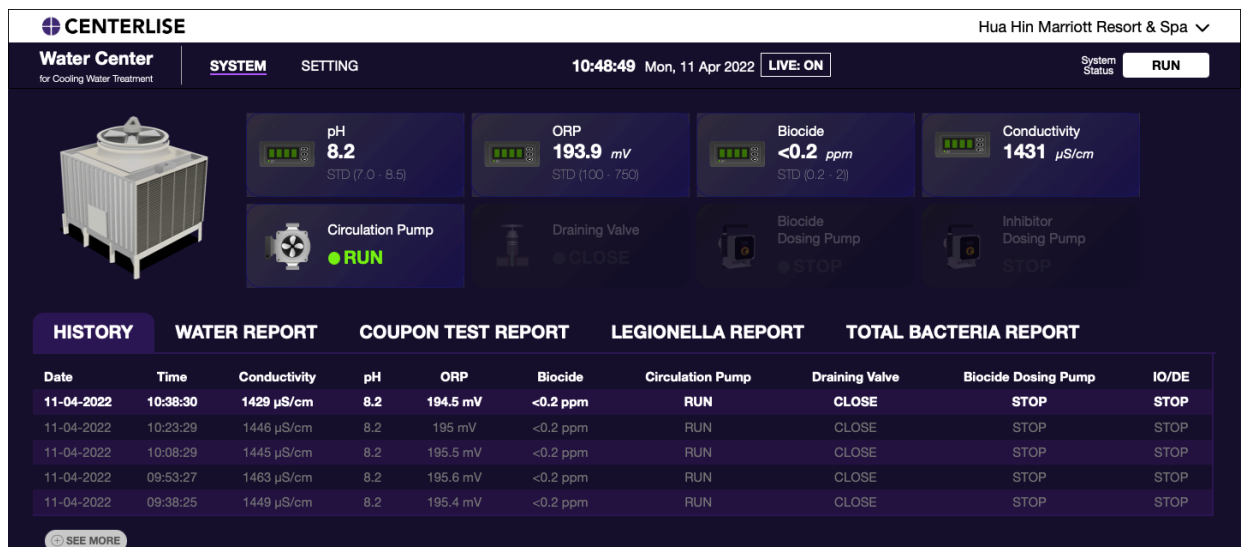 CENTERLISE
Hua Hin Marriott Resort & Spa
Water Center
for Cooling Water Treatment
SYSTEM SETTING
10:48:49 Mon, 11 Apr 2022 LIVE: ON
System Status RUN
pH
8.2
STD (7.0 - 8.5)
ORP
193.9 mV
STD (100 - 750)
Biocide
<0.2 ppm
STD (0.2 - 2))
Conductivity
1431 µS/cm
Circulation Pump
RUN
Draining Valve
CLOSE
Biocide
Dosing Pump
STOP
Inhibitor
Dosing Pump
STOP
HISTORY WATER REPORT COUPON TEST REPORT LEGIONELLA REPORT TOTAL BACTERIA REPORT
Date Time Conductivity pH ORP Biocide Circulation Pump Draining Valve Biocide Dosing Pump IO/DE
11-04-2022 10:38:30 1429 µS/cm 8.2 194.5 mV <0.2 ppm RUN CLOSE STOP STOP
11-04-2022 10:23:29 1446 µS/cm 8.2 195 mV <0.2 ppm RUN CLOSE STOP STOP
11-04-2022 10:08:29 1445 µS/cm 8.2 195.5 mV <0.2 ppm RUN CLOSE STOP STOP
11-04-2022 09:53:27 1463 µS/cm 8.2 195.6 mV <0.2 ppm RUN CLOSE STOP STOP
11-04-2022 09:38:25 1449 µS/cm 8.2 195.4 mV <0.2 ppm RUN CLOSE STOP STOP
SEE MORE